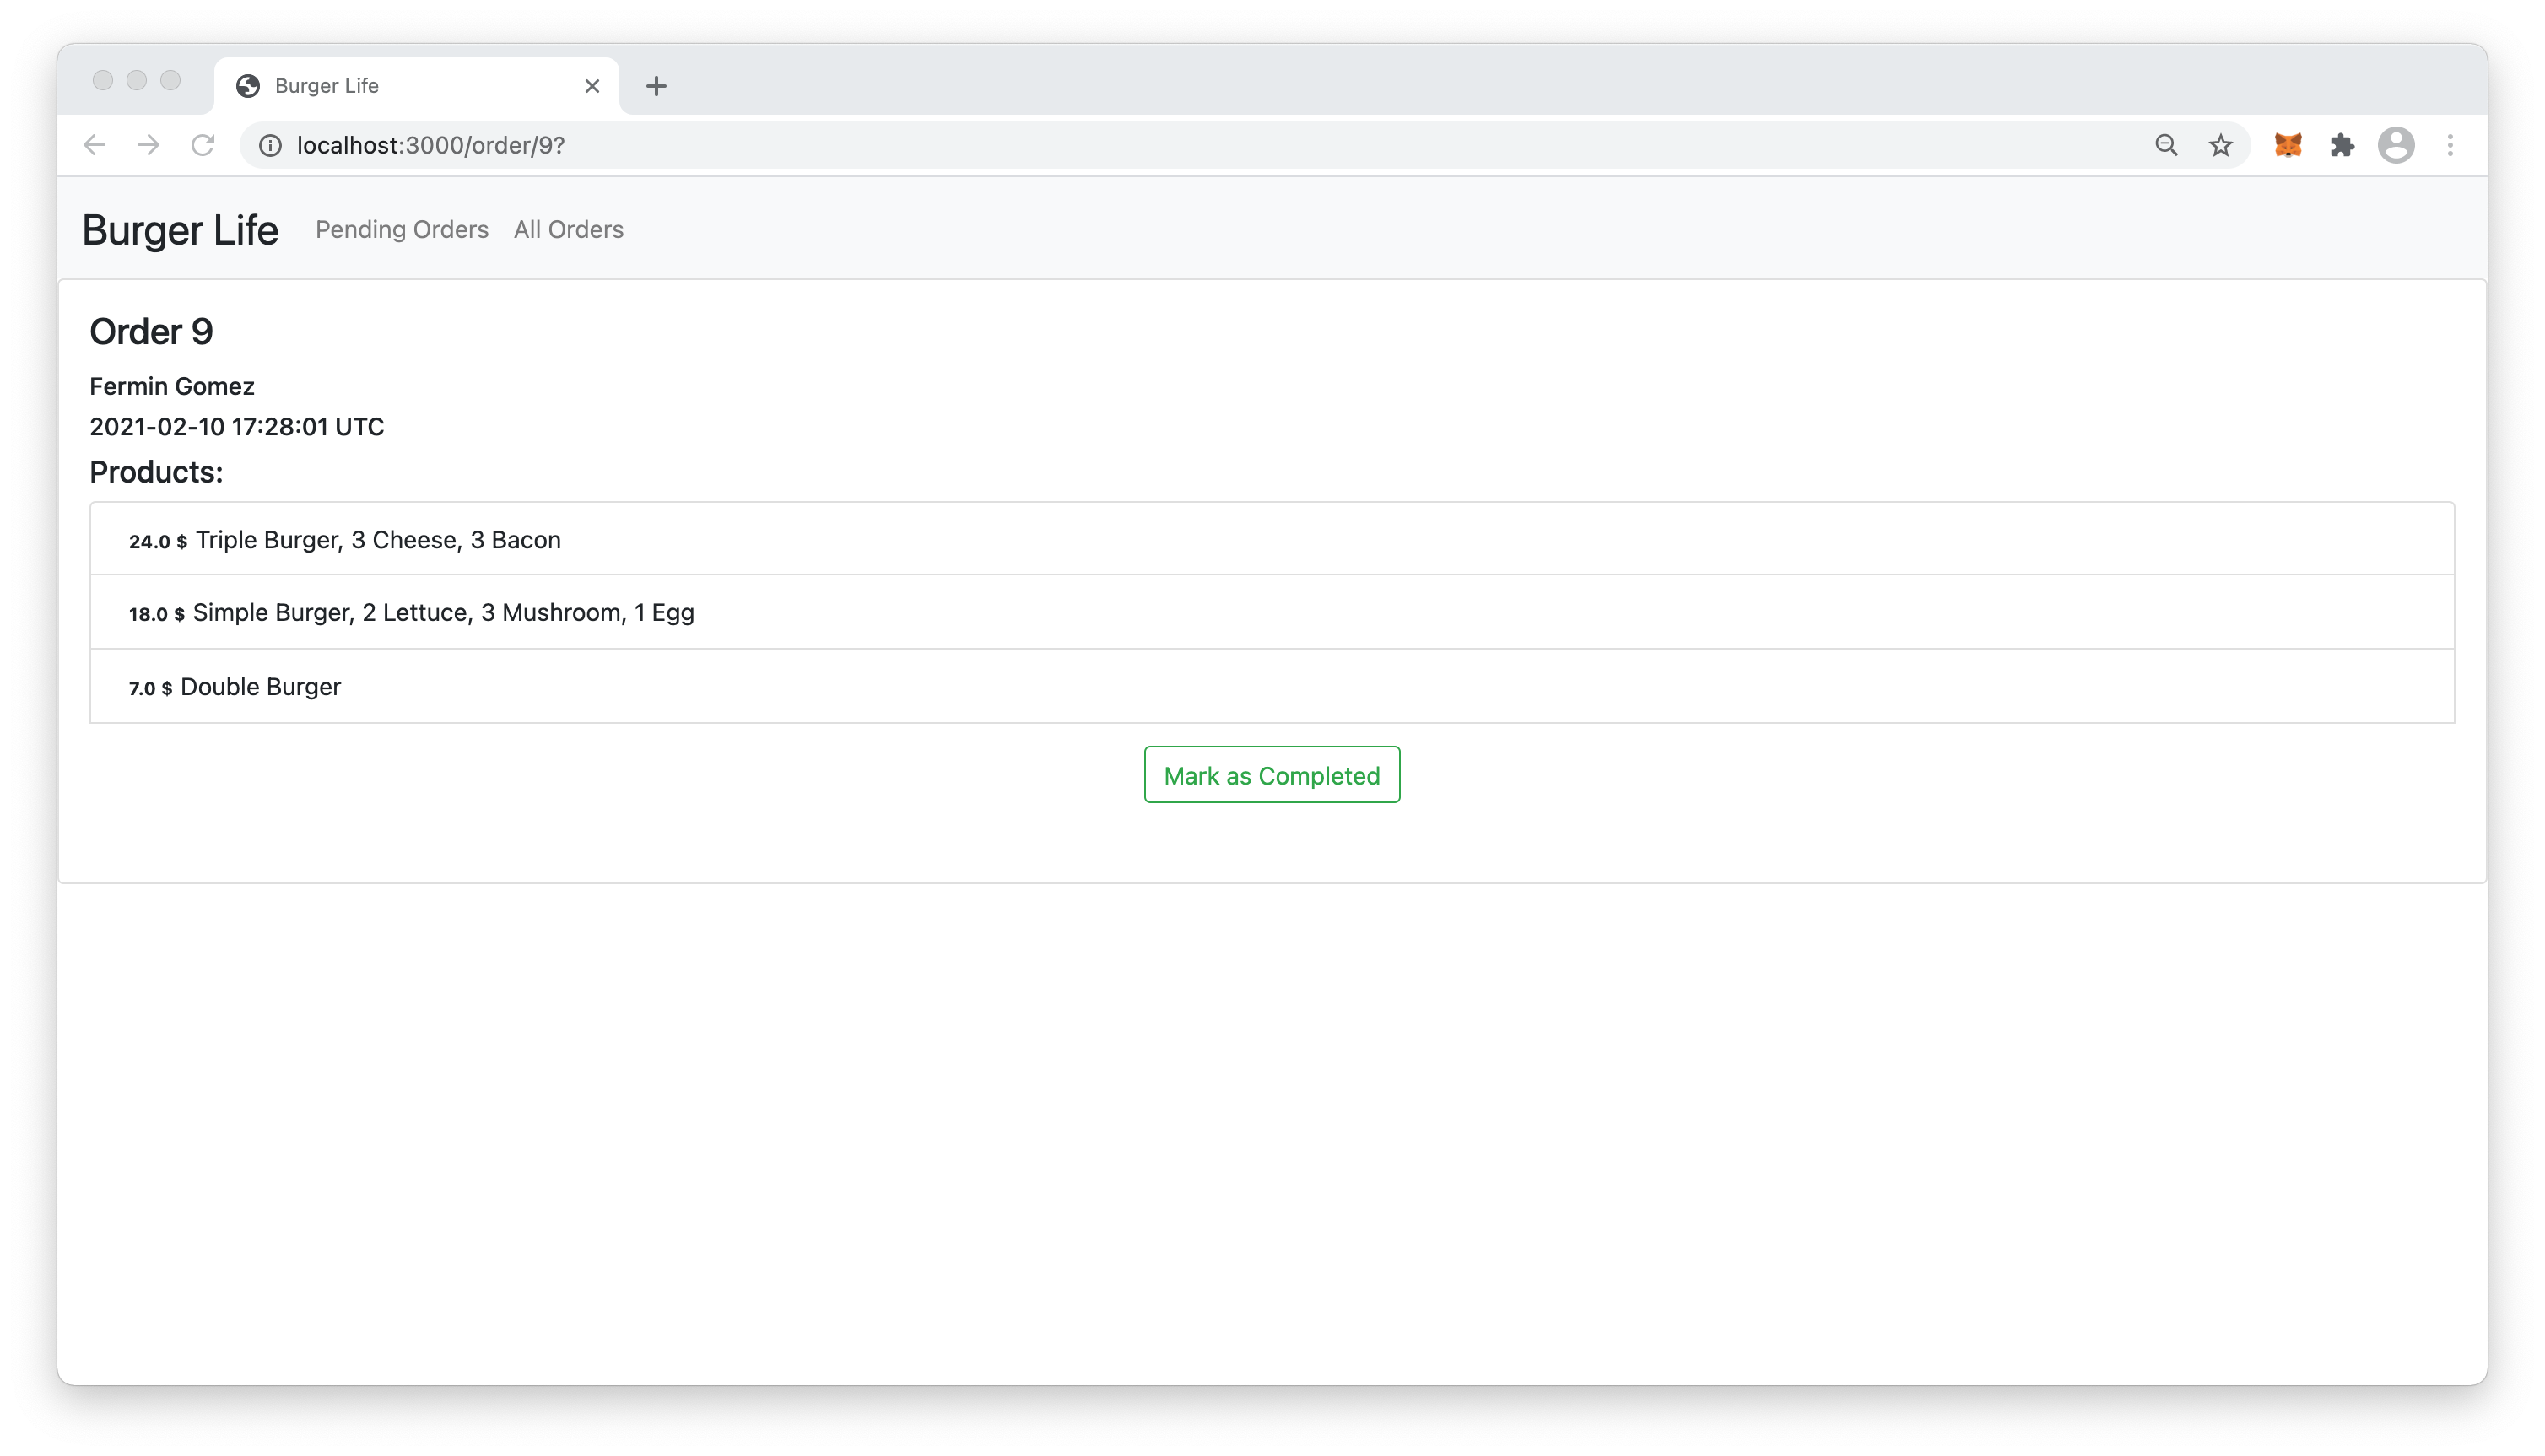 Burger Life
localhost:3000/order/9?
Burger Life Pending Orders All Orders
Order 9
Fermin Gomez
2021-02-10 17:28:01 UTC
Products:
24.0 $ Triple Burger, 3 Cheese, 3 Bacon
18.0 $ Simple Burger, 2 Lettuce, 3 Mushroom, 1 Egg
7.0 $ Double Burger
Mark as Completed